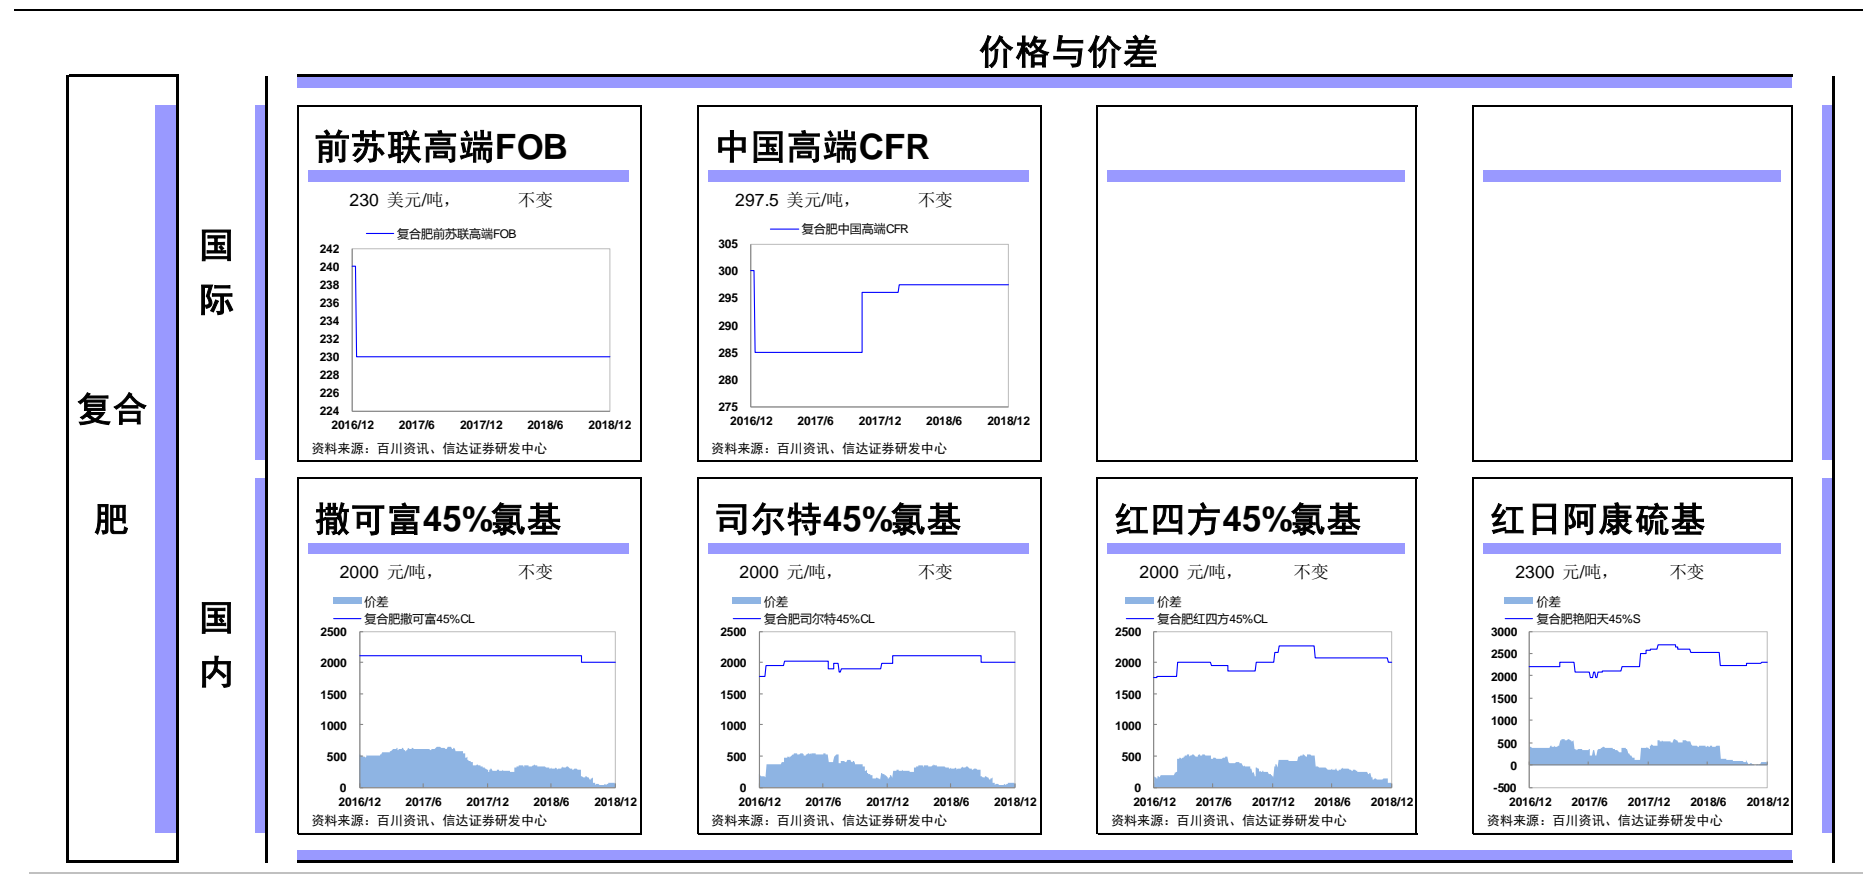 价格与价差
复合
肥
国
际
前苏联高端FOB
230 美元/吨， 不变
复合肥前苏联高端FOB
242
240
238
236
234
232
230
228
226
224
2016/12 2017/6 2017/12 2018/6 2018/12
资料来源：百川资讯、信达证券研发中心
中国高端CFR
297.5 美元/吨， 不变
复合肥中国高端CFR
305
300
295
290
285
280
275
2016/12 2017/6 2017/12 2018/6 2018/12
资料来源：百川资讯、信达证券研发中心
国
内
撒可富45%氯基
2000 元/吨， 不变
价差
复合肥撒可富45%CL
2500
2000
1500
1000
500
0
2016/12 2017/6 2017/12 2018/6 2018/12
资料来源：百川资讯、信达证券研发中心
司尔特45%氯基
2000 元/吨， 不变
价差
复合肥司尔特45%CL
2500
2000
1500
1000
500
0
2016/12 2017/6 2017/12 2018/6 2018/12
资料来源：百川资讯、信达证券研发中心
红四方45%氯基
2000 元/吨， 不变
价差
复合肥红四方45%CL
2500
2000
1500
1000
500
0
2016/12 2017/6 2017/12 2018/6 2018/12
资料来源：百川资讯、信达证券研发中心
红日阿康硫基
2300 元/吨， 不变
价差
复合肥艳阳天45%S
3000
2500
2000
1500
1000
500
0
-500
2016/12 2017/6 2017/12 2018/6 2018/12
资料来源：百川资讯、信达证券研发中心